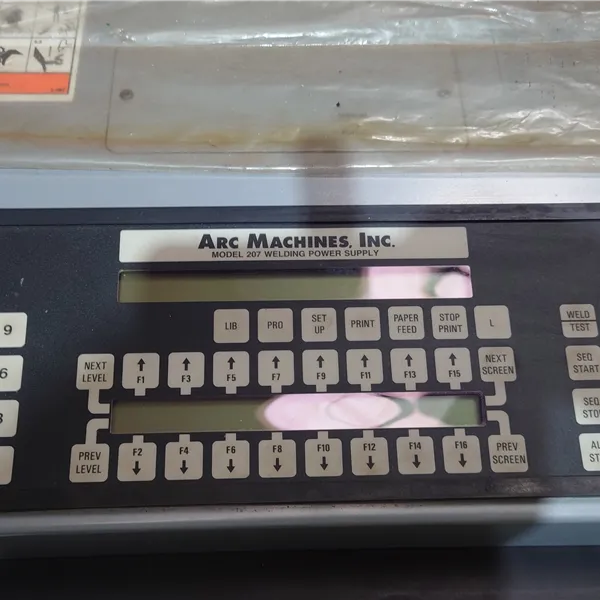 ARC MACHINES, INC.
MODEL 207 WELDING POWER SUPPLY
LIB
PRO
SET
UP
PRINT
PAPER
FEED
STOP
PRINT
L
WELD
TEST
9
NEXT
LEVEL
F1
F3
F5
F7
F9
F11
F13
F15
NEXT
SCREEN
SEQ
START
6
PREV
LEVEL
F2
F4
F6
F8
F10
F12
F14
F16
PREV
SCREEN
SEQ